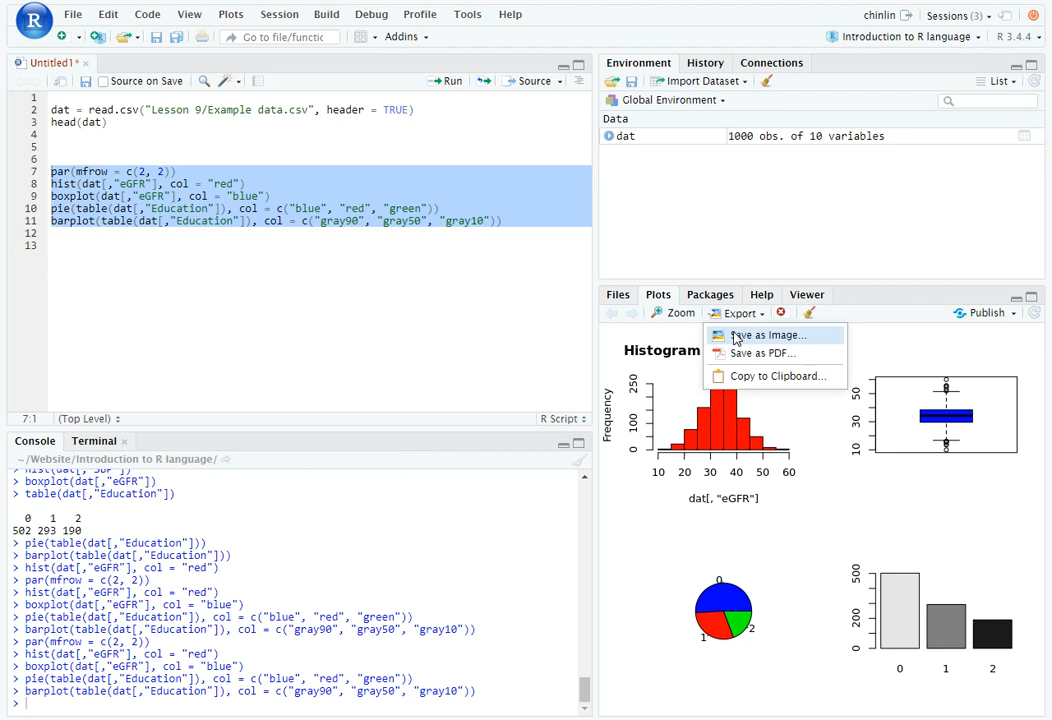 R File Edit Code View Plots Session Build Debug Profile Tools Help chinlin Sessions (3)
Go to file/functic Addins Introduction to R language R 3.4.4
Untitled1* Source on Save Run Source
1
2 dat = read.csv("Lesson 9/Example data.csv", header = TRUE)
3 head(dat)
4
5
6
7 par(mfrow = c(2, 2))
8 hist(dat[,"eGFR"], col = "red")
9 boxplot(dat[,"eGFR"], col = "blue")
10 pie(table(dat[,"Education"]), col = c("blue", "red", "green"))
11 barplot(table(dat[,"Education"]), col = c("gray90", "gray50", "gray10"))
12
13
7:1 (Top Level) R Script
Console Terminal
~/Website/Introduction to R language/
> boxplot(dat[,"eGFR"])
> table(dat[,"Education"])
0 1 2
502 293 190
> pie(table(dat[,"Education"]))
> barplot(table(dat[,"Education"]))
> hist(dat[,"eGFR"], col = "red")
> par(mfrow = c(2, 2))
> hist(dat[,"eGFR"], col = "red")
> boxplot(dat[,"eGFR"], col = "blue")
> pie(table(dat[,"Education"]), col = c("blue", "red", "green"))
> barplot(table(dat[,"Education"]), col = c("gray90", "gray50", "gray10"))
> par(mfrow = c(2, 2))
> hist(dat[,"eGFR"], col = "red")
> boxplot(dat[,"eGFR"], col = "blue")
> pie(table(dat[,"Education"]), col = c("blue", "red", "green"))
> barplot(table(dat[,"Education"]), col = c("gray90", "gray50", "gray10"))
>
Environment History Connections
Import Dataset List
Global Environment
Data
dat 1000 obs. of 10 variables
Files Plots Packages Help Viewer
Zoom Export Publish
Save as Image...
Save as PDF...
Copy to Clipboard...
Histogram
Frequency
0 100 250
10 20 30 40 50 60
dat[, "eGFR"]
10 30 50
0
1
2
0 200 500
0 1 2